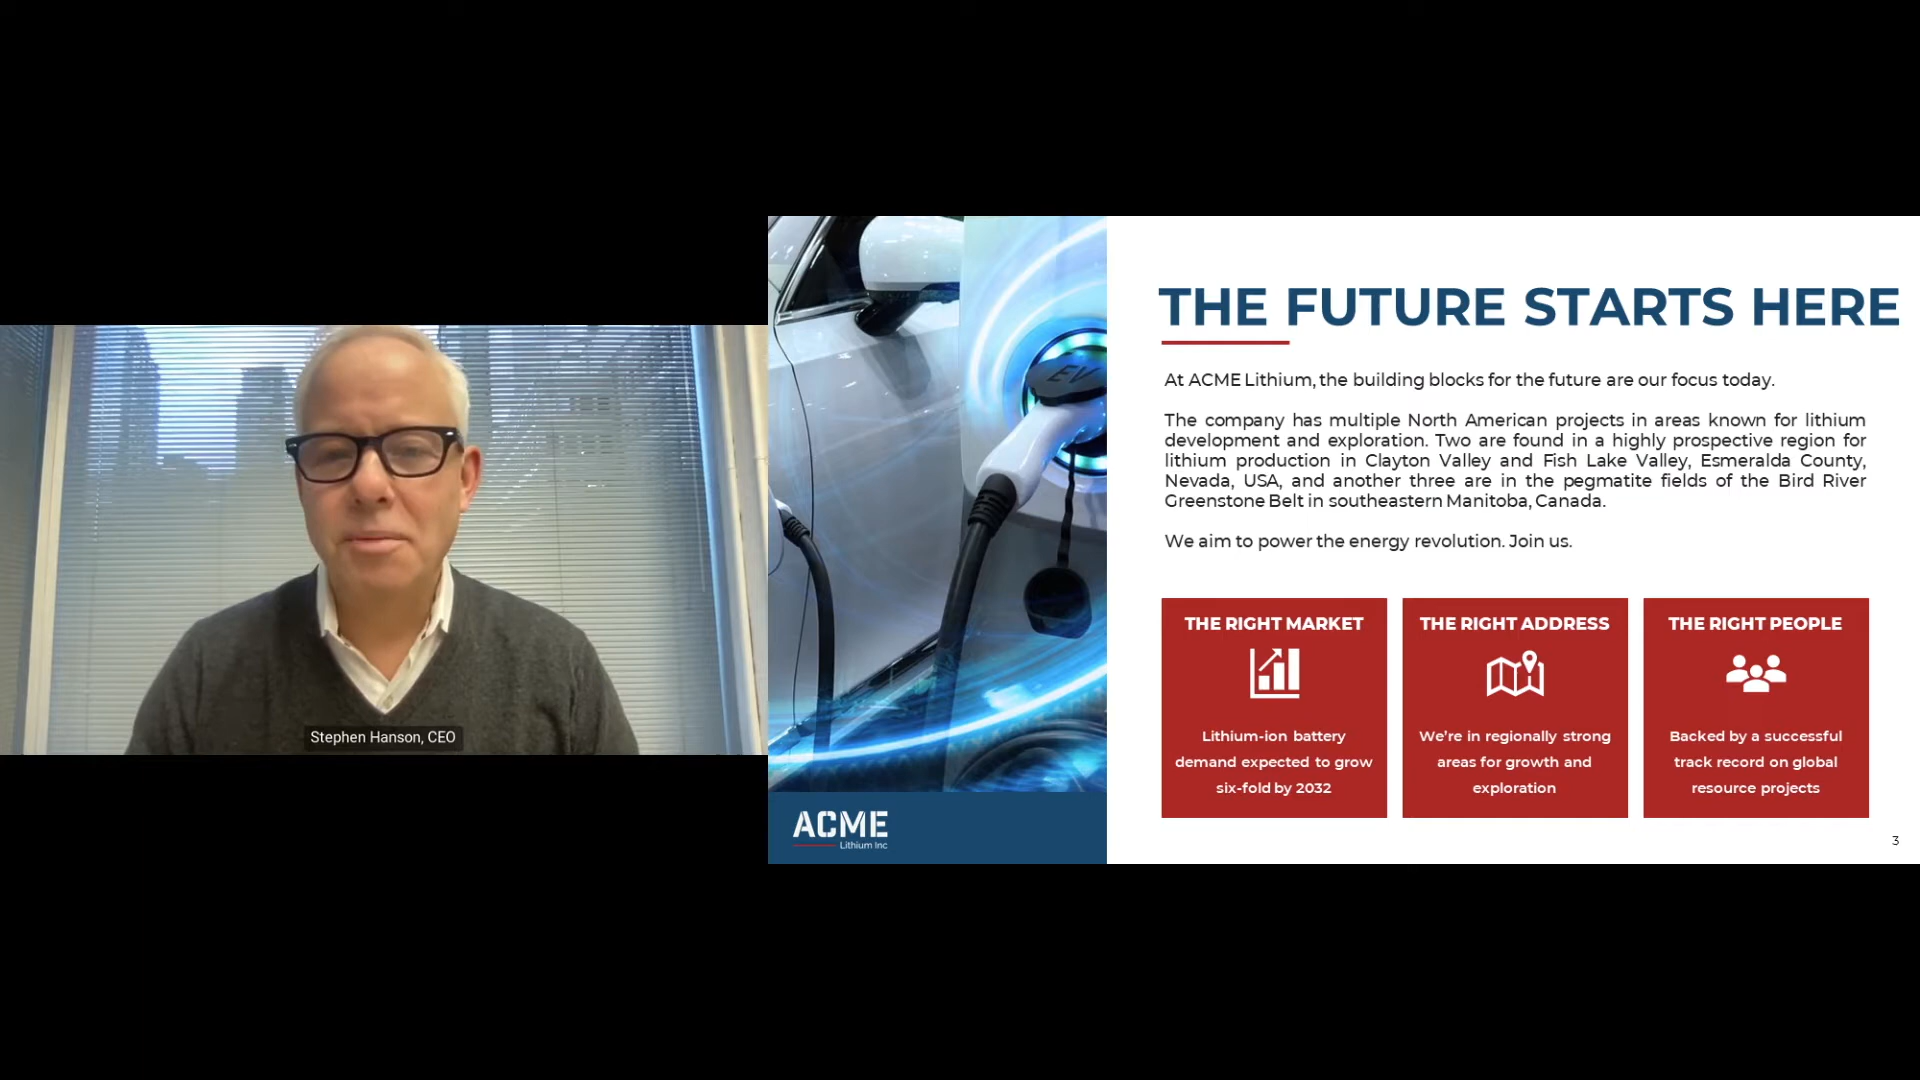 Stephen Hanson, CEO
EV
ACME
Lithium Inc
THE FUTURE STARTS HERE
At ACME Lithium, the building blocks for the future are our focus today.
The company has multiple North American projects in areas known for lithium
development and exploration. Two are found in a highly prospective region for
lithium production in Clayton Valley and Fish Lake Valley, Esmeralda County,
Nevada, USA, and another three are in the pegmatite fields of the Bird River
Greenstone Belt in southeastern Manitoba, Canada.
We aim to power the energy revolution. Join us.
THE RIGHT MARKET
Lithium-ion battery
demand expected to grow
six-fold by 2032
THE RIGHT ADDRESS
We're in regionally strong
areas for growth and
exploration
THE RIGHT PEOPLE
Backed by a successful
track record on global
resource projects
3